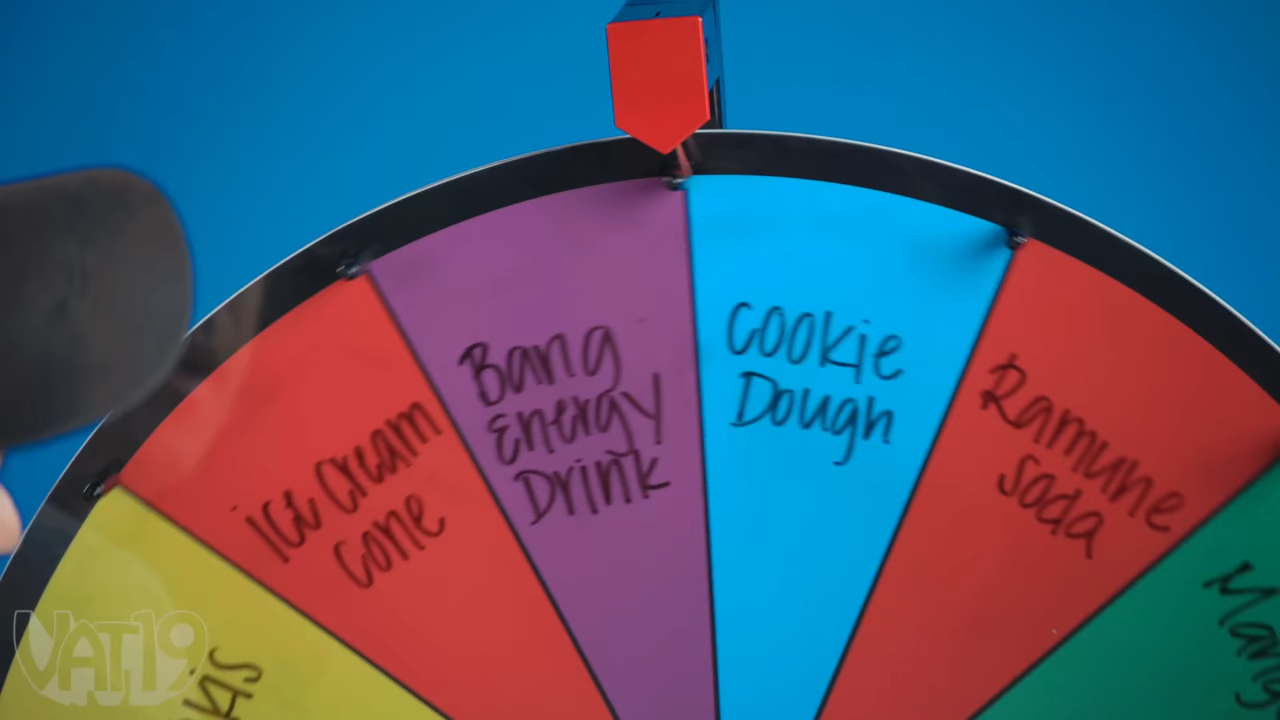 Ice Cream
Cone
Bang
Energy
Drink
Cookie
Dough
Ramune
Soda
VAT19